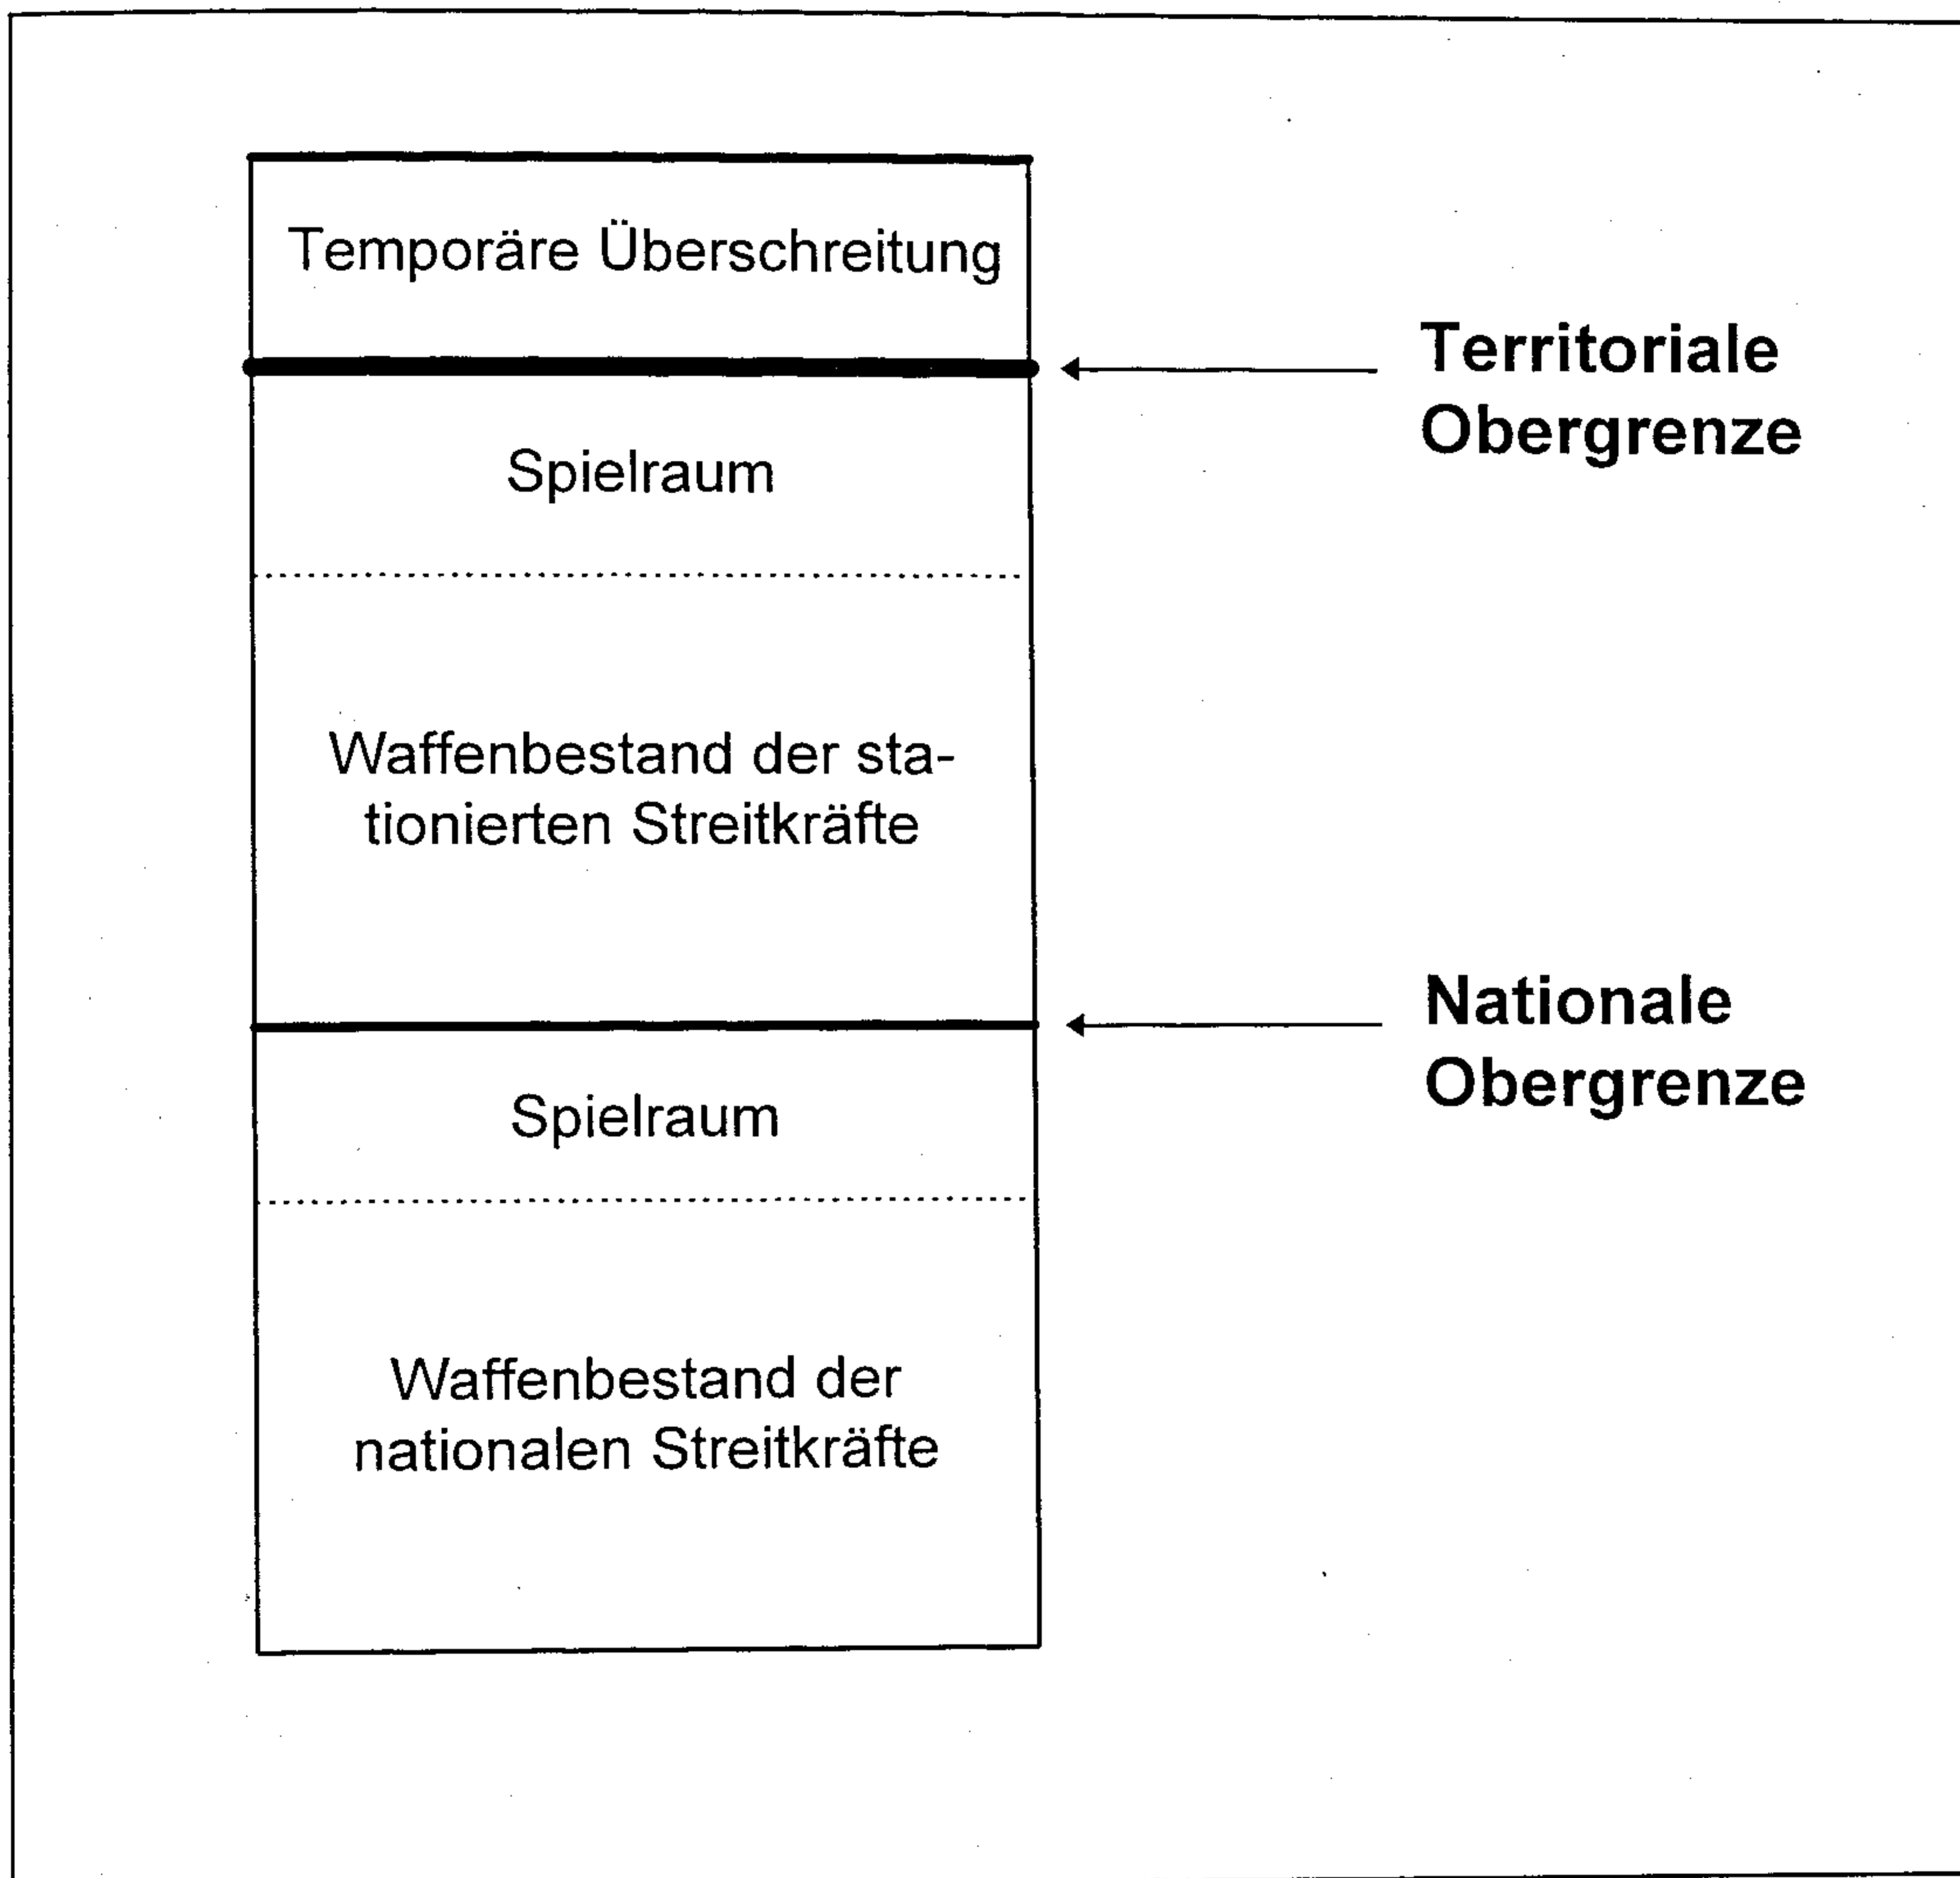 Temporäre Überschreitung
Territoriale
Obergrenze
Spielraum
Waffenbestand der sta-
tionierten Streitkräfte
Nationale
Obergrenze
Spielraum
Waffenbestand der
nationalen Streitkräfte